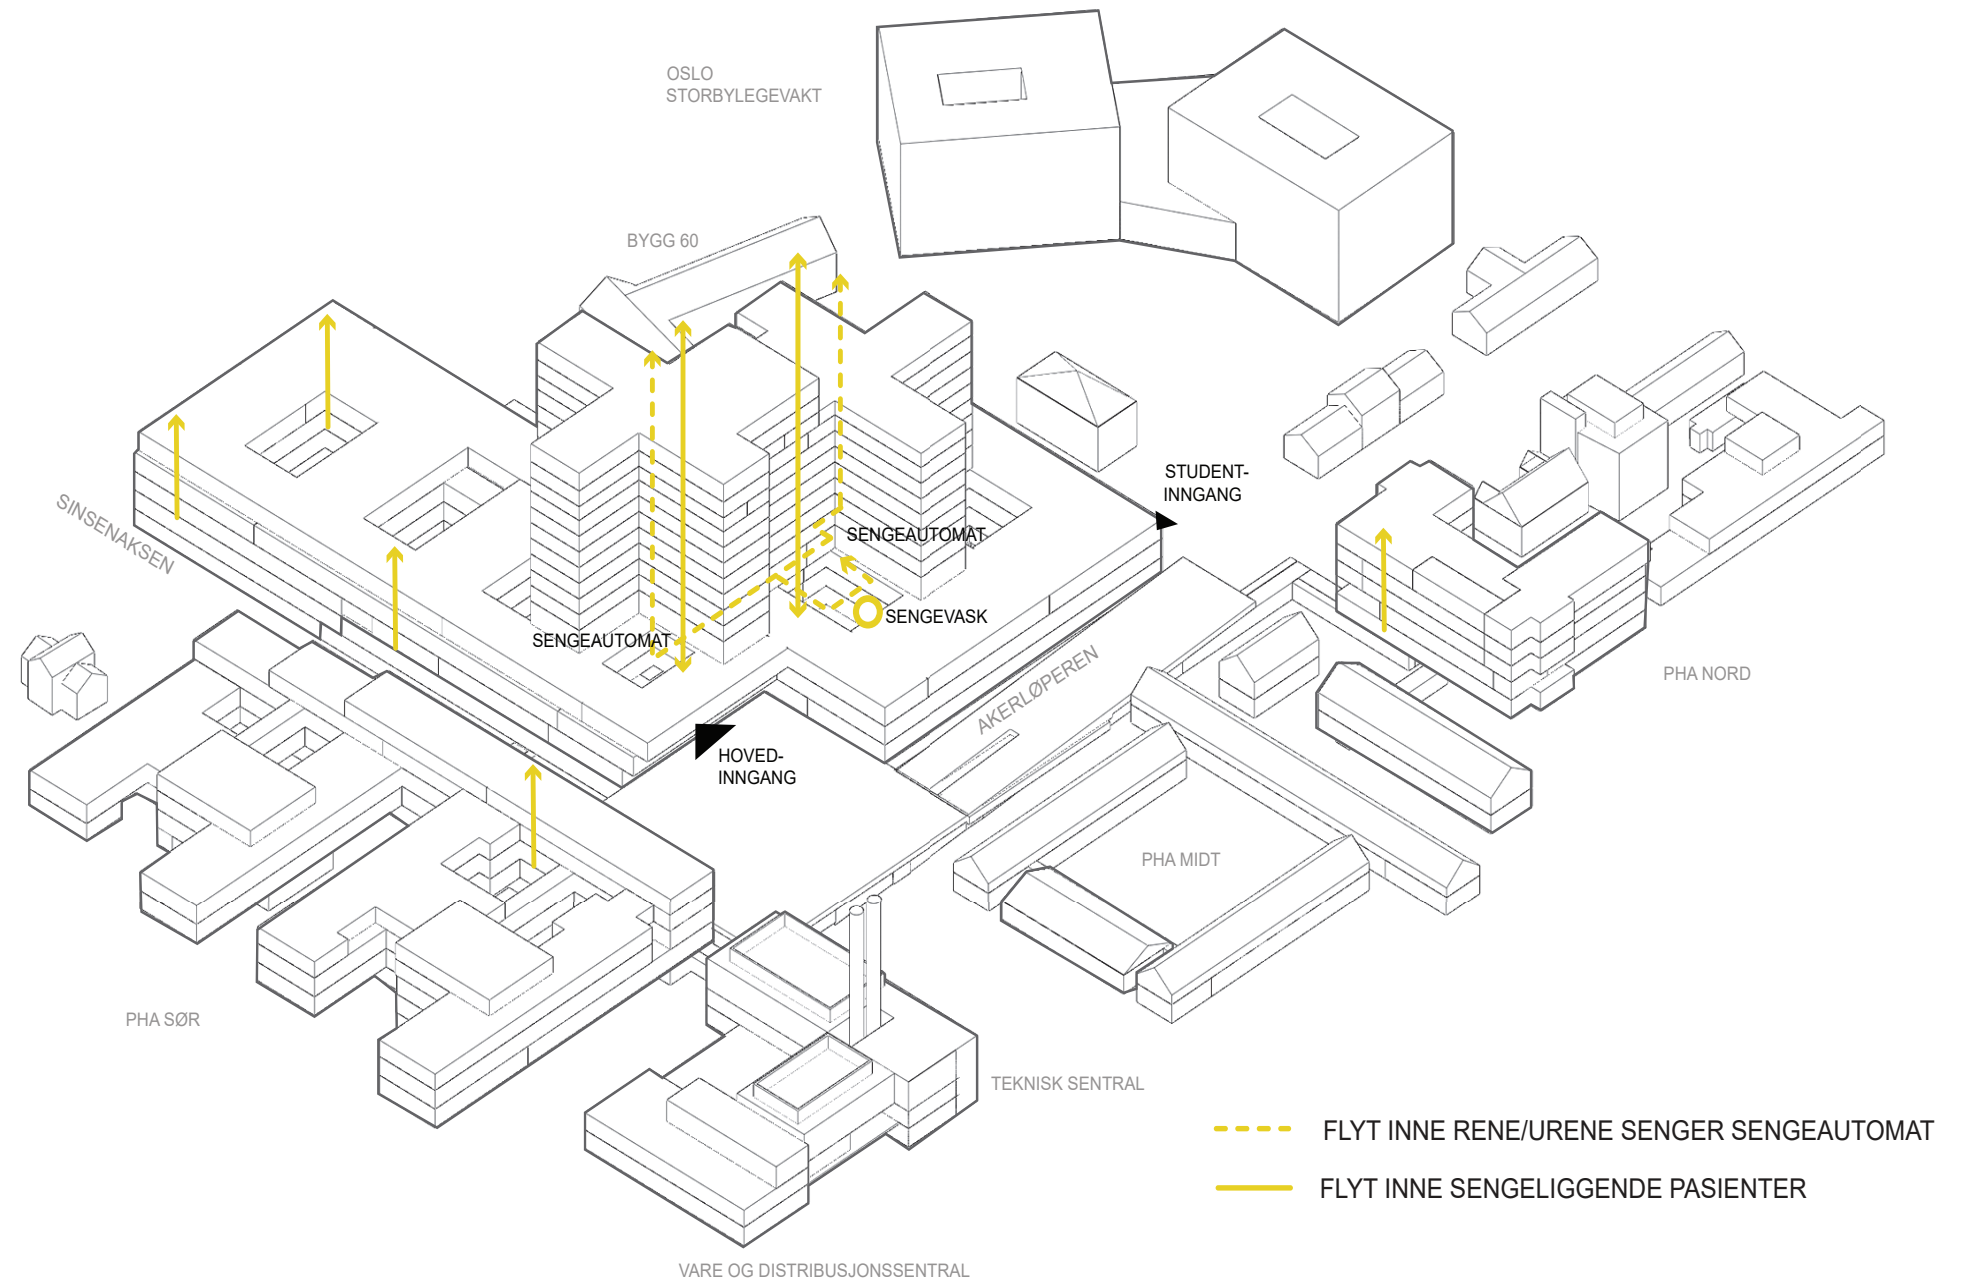 OSLO
STORBYLEGEVAKT
BYGG 60
SINSENAKSEN
STUDENT-
INNGANG
SENGEAUTOMAT
SENGEVASK
SENGEAUTOMAT
PHA NORD
AKERLØPEREN
HOVED-
INNGANG
PHA MIDT
PHA SØR
TEKNISK SENTRAL
FLYT INNE RENE/URENE SENGER SENGEAUTOMAT
FLYT INNE SENGELIGGENDE PASIENTER
VARE OG DISTRIBUSJONSSENTRAL